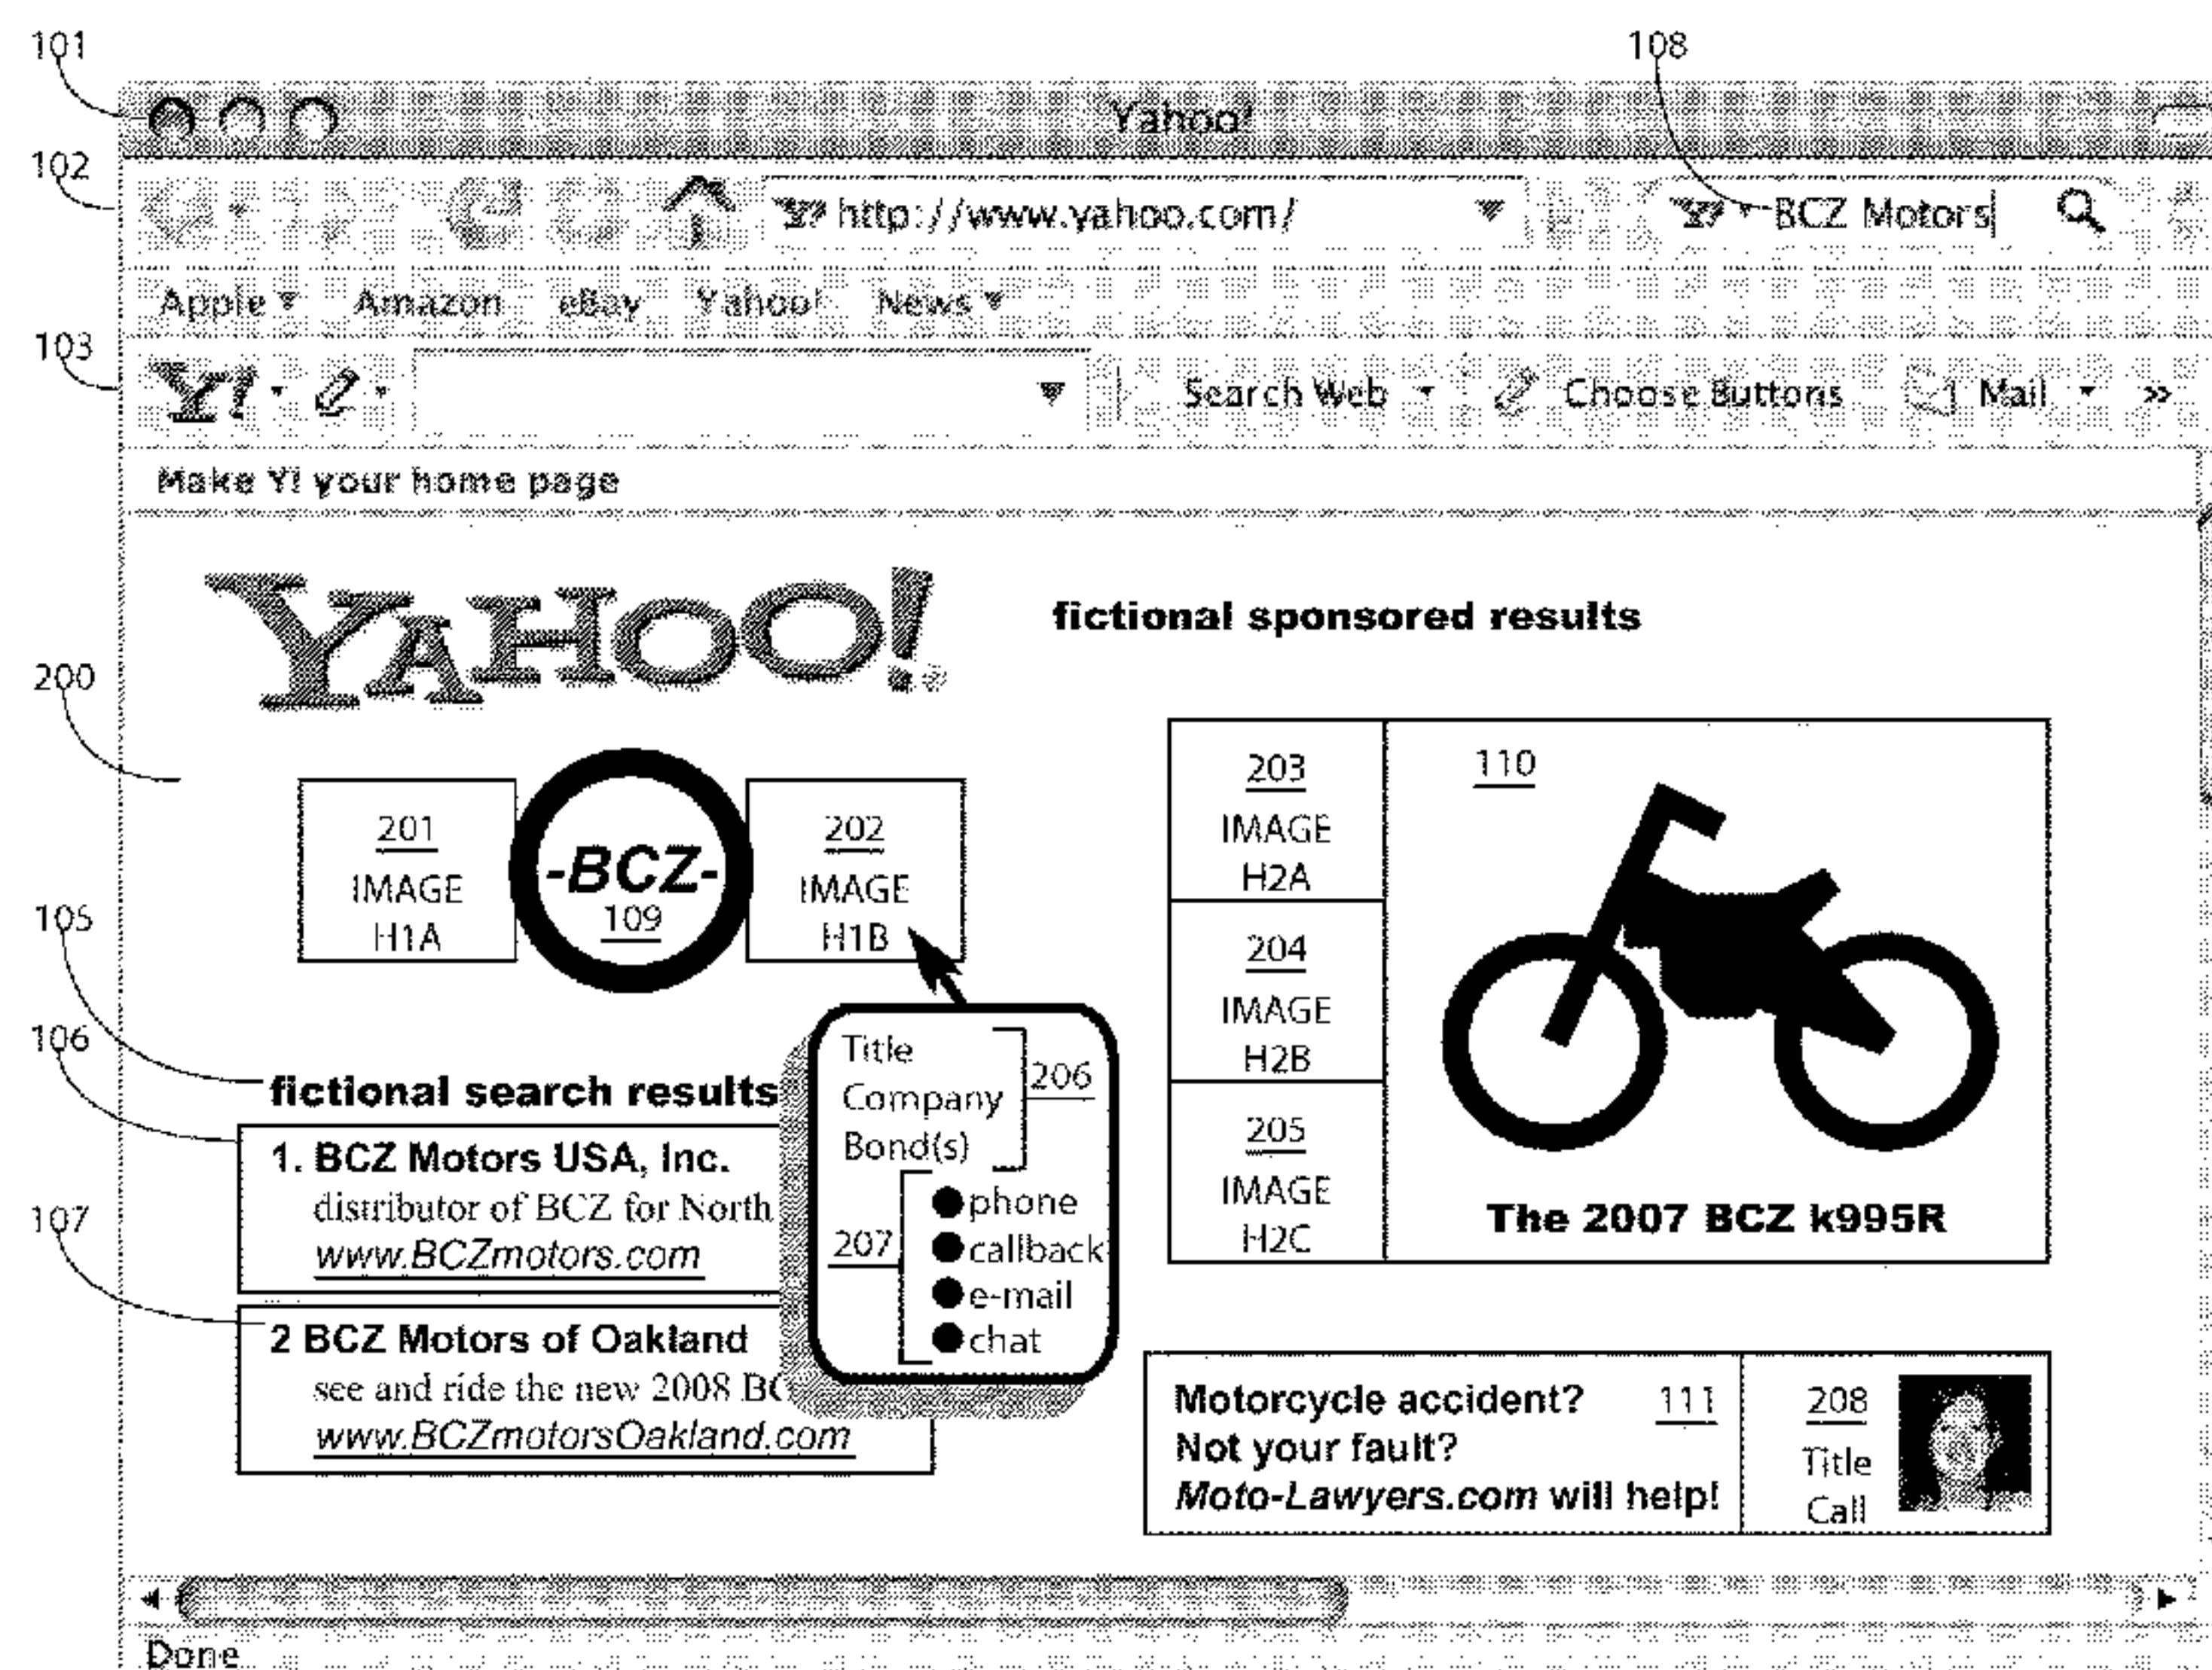 101
108
Yahoo!
102
http://www.yahoo.com/
BCZ Motors
Apple Amazon eBay Yahoo! News
103
Y! Search Web Choose Buttons Mail »
Make Y! your home page
YAHOO!
fictional sponsored results
200
201
IMAGE
H1A
-BCZ-
109
202
IMAGE
H1B
203
IMAGE
H2A
204
IMAGE
H2B
205
IMAGE
H2C
110
The 2007 BCZ k995R
105
fictional search results
106
1. BCZ Motors USA, Inc.
distributor of BCZ for North
www.BCZmotors.com
107
2 BCZ Motors of Oakland
see and ride the new 2008 BC
www.BCZmotorsOakland.com
Title
Company
Bond(s)
206
207
phone
callback
e-mail
chat
Motorcycle accident? 111
Not your fault?
Moto-Lawyers.com will help!
208
Title
Call
Done